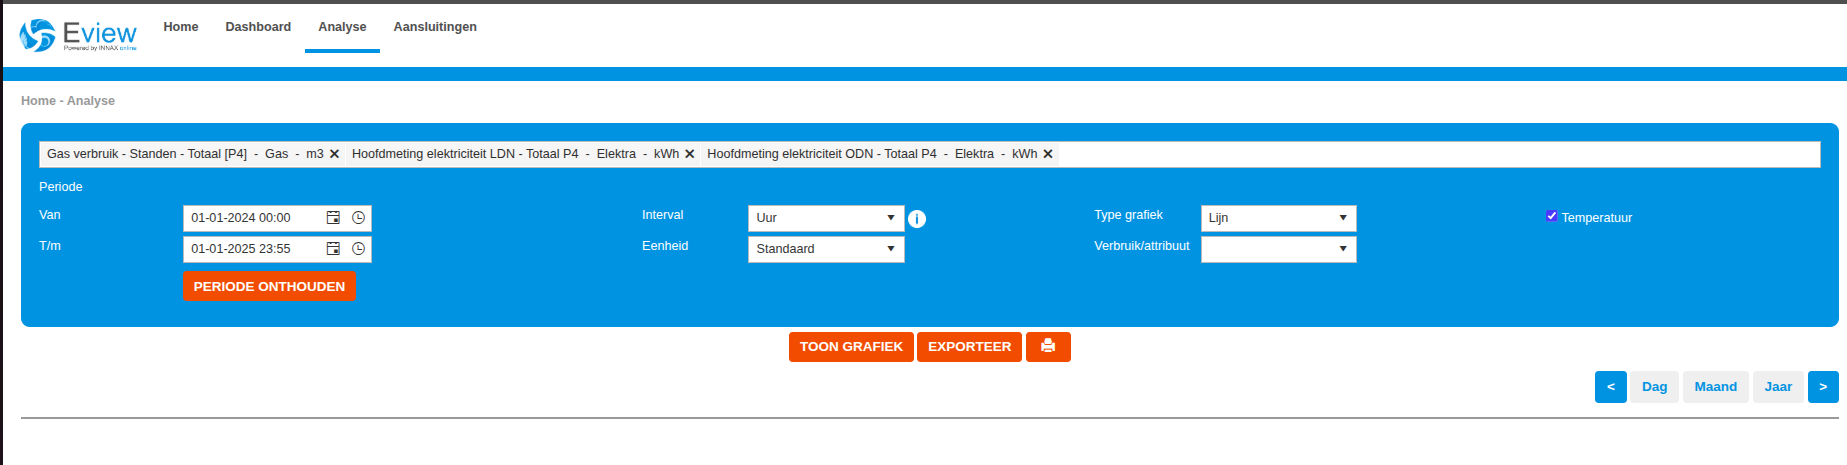 Eview
Powered by INNAX online
Home Dashboard Analyse Aansluitingen
Home - Analyse
Gas verbruik - Standen - Totaal [P4] - Gas - m3 ✕ Hoofdmeting elektriciteit LDN - Totaal P4 - Elektra - kWh ✕ Hoofdmeting elektriciteit ODN - Totaal P4 - Elektra - kWh ✕
Periode
Van 01-01-2024 00:00 Interval Uur Type grafiek Lijn Temperatuur
T/m 01-01-2025 23:55 Eenheid Standaard Verbruik/attribuut
PERIODE ONTHOUDEN
TOON GRAFIEK EXPORTEER
< Dag Maand Jaar >